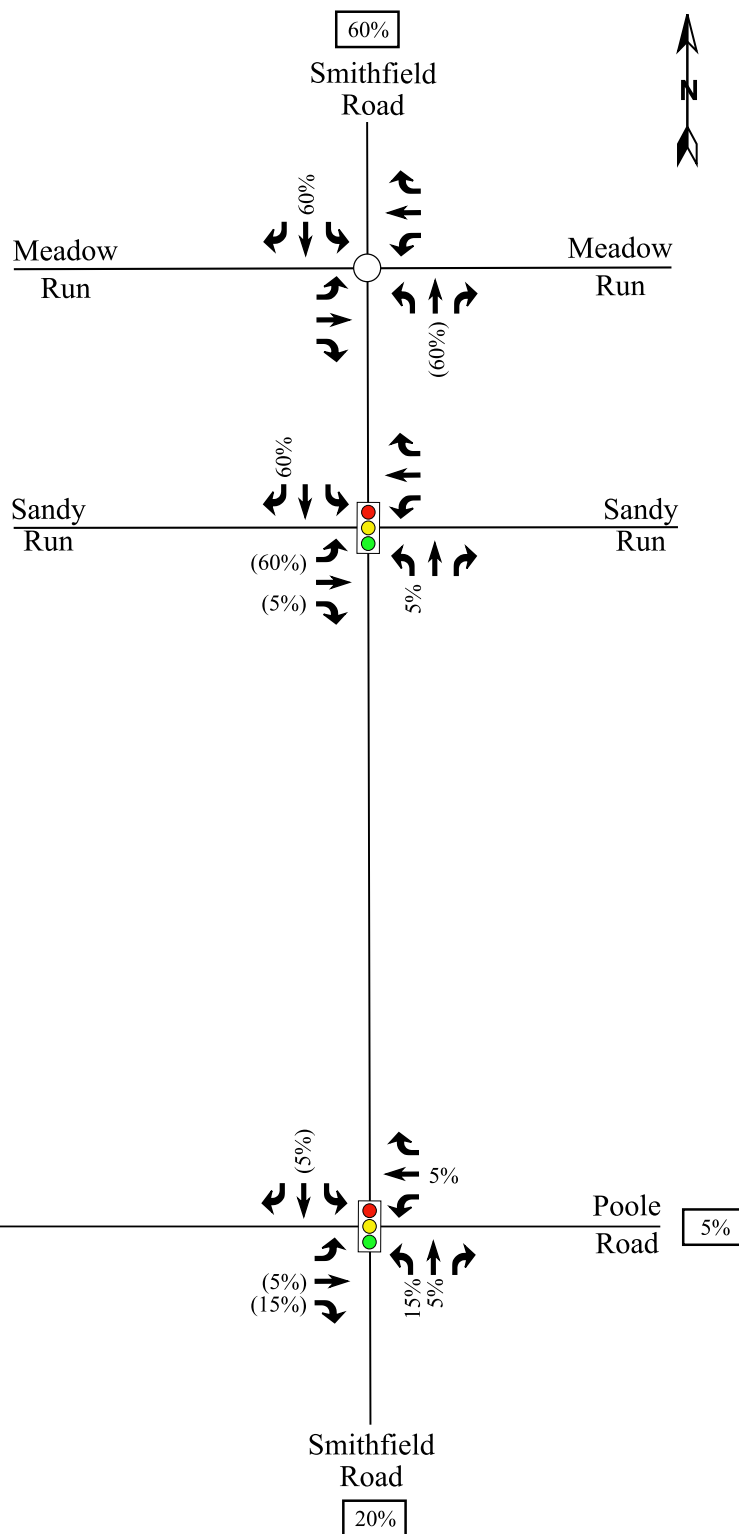 60%
Smithfield
Road
N
60%
Meadow
Run
Meadow
Run
(60%)
60%
Sandy
Run
Sandy
Run
(60%)
(5%)
5%
(5%)
5%
Poole
Road
5%
(5%)
(15%)
15%
5%
Smithfield
Road
20%